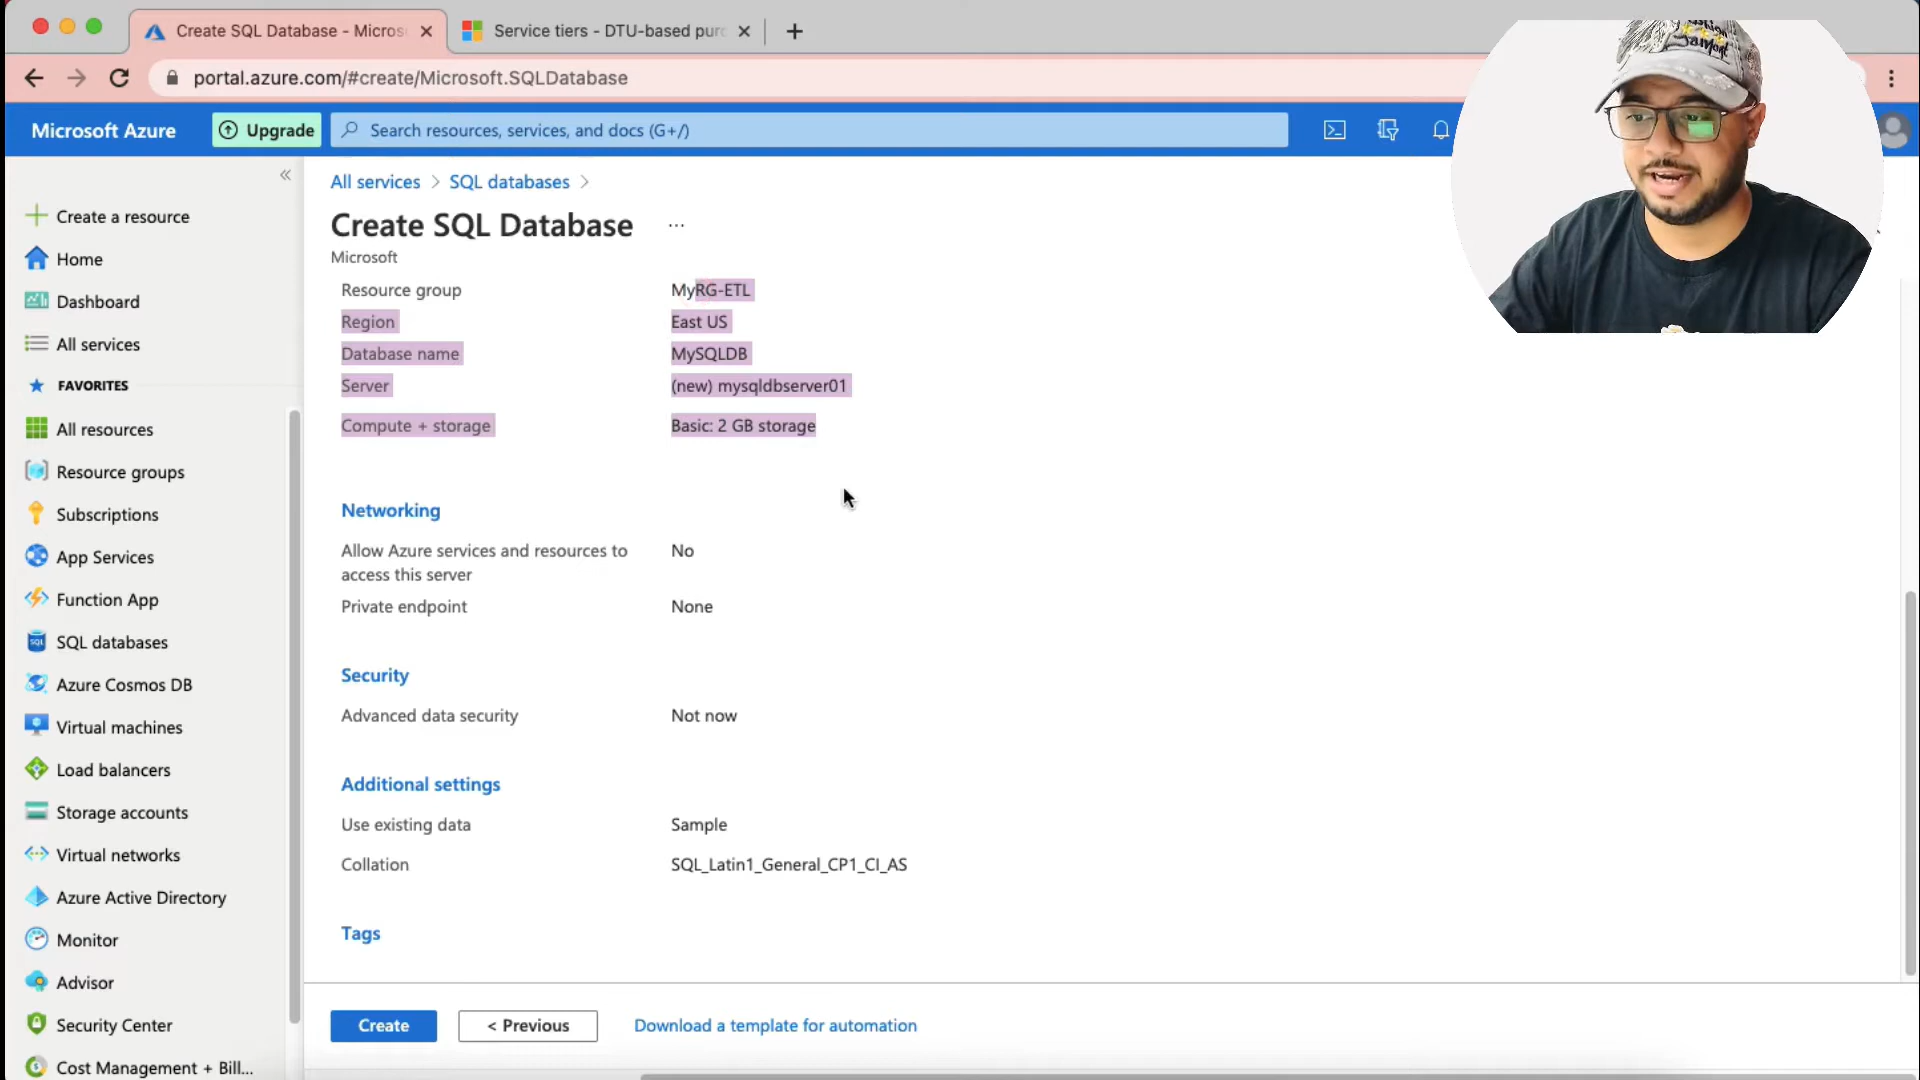 Create SQL Database - Micros
Service tiers - DTU-based pur
portal.azure.com/#create/Microsoft.SQLDatabase
Microsoft Azure
Upgrade
Search resources, services, and docs (G+/)
Create a resource
Home
Dashboard
All services
FAVORITES
All resources
Resource groups
Subscriptions
App Services
Function App
SQL databases
Azure Cosmos DB
Virtual machines
Load balancers
Storage accounts
Virtual networks
Azure Active Directory
Monitor
Advisor
Security Center
Cost Management + Bill...
All services > SQL databases >
Create SQL Database ...
Microsoft
Resource group MyRG-ETL
Region East US
Database name MySQLDB
Server (new) mysqldbserver01
Compute + storage Basic: 2 GB storage
Networking
Allow Azure services and resources to No
access this server
Private endpoint None
Security
Advanced data security Not now
Additional settings
Use existing data Sample
Collation SQL_Latin1_General_CP1_CI_AS
Tags
Create
< Previous
Download a template for automation